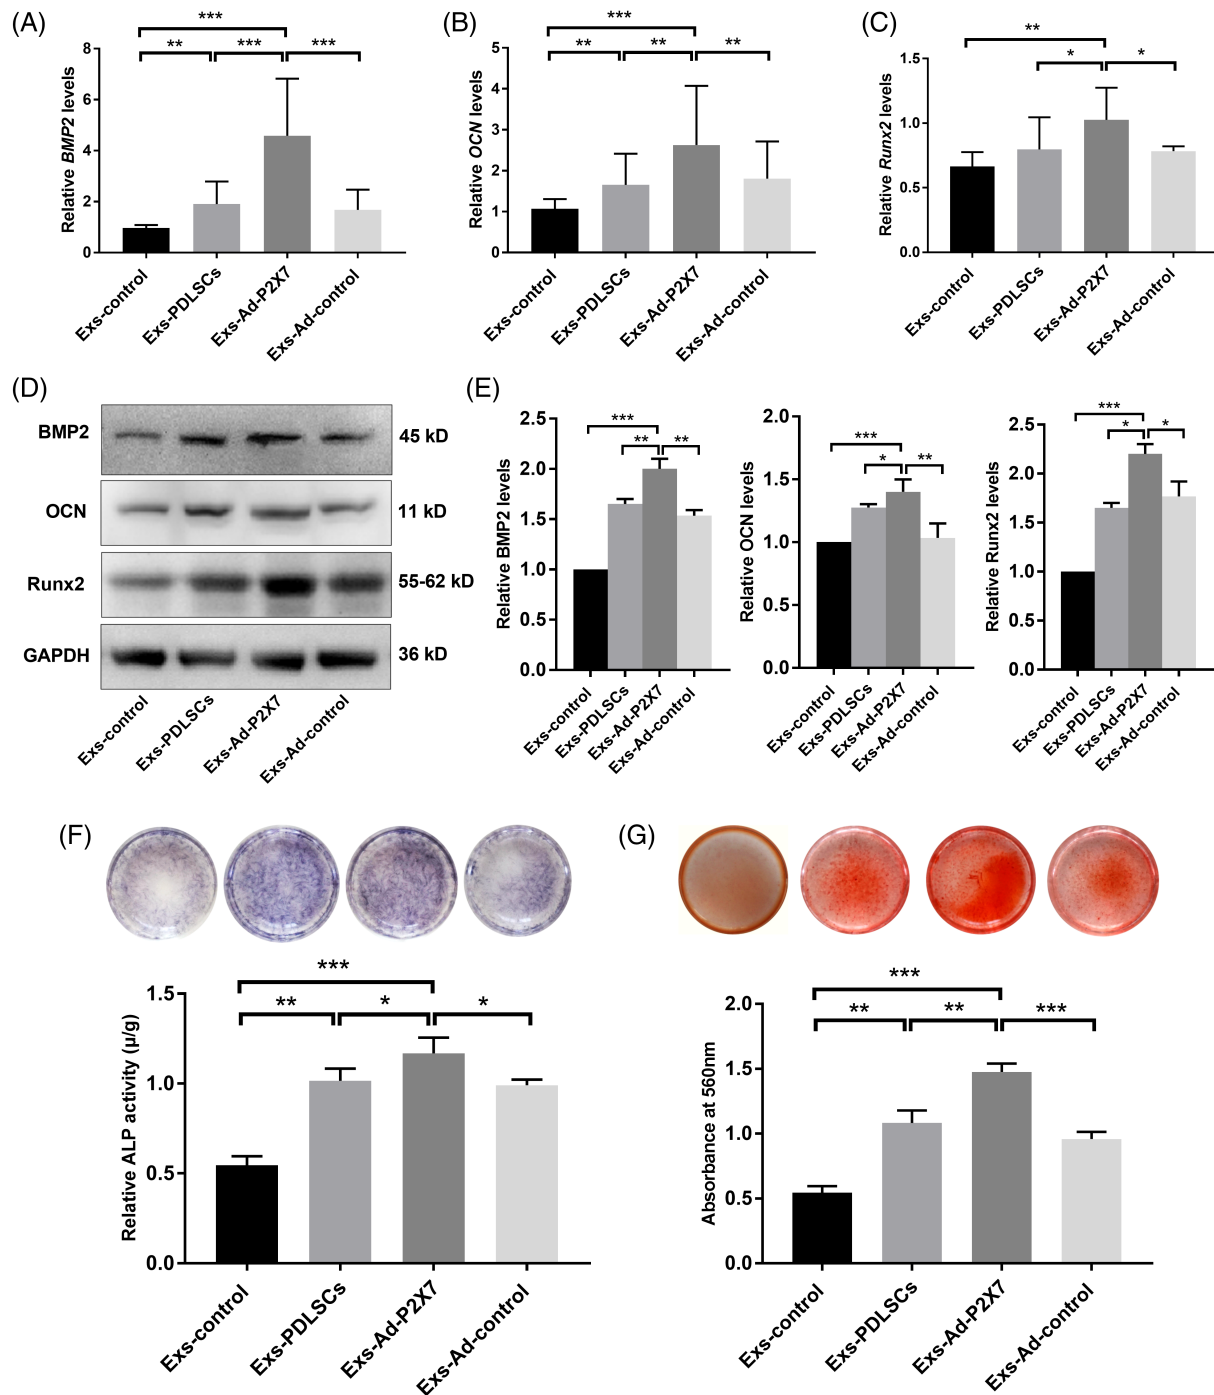 (A)
***
** *** ***
Relative BMP2 levels
8
6
4
2
0
Exs-control
Exs-PDLSCs
Exs-Ad-P2X7
Exs-Ad-control
(B)
***
** ** **
Relative OCN levels
5
4
3
2
1
0
Exs-control
Exs-PDLSCs
Exs-Ad-P2X7
Exs-Ad-control
(C)
**
* *
Relative Runx2 levels
1.5
1.0
0.5
0.0
Exs-control
Exs-PDLSCs
Exs-Ad-P2X7
Exs-Ad-control
(D)
BMP2 45 kD
OCN 11 kD
Runx2 55-62 kD
GAPDH 36 kD
Exs-control
Exs-PDLSCs
Exs-Ad-P2X7
Exs-Ad-control
(E)
***
** **
Relative BMP2 levels
2.5
2.0
1.5
1.0
0.5
0.0
Exs-control
Exs-PDLSCs
Exs-Ad-P2X7
Exs-Ad-control
***
* **
Relative OCN levels
2.0
1.5
1.0
0.5
0.0
Exs-control
Exs-PDLSCs
Exs-Ad-P2X7
Exs-Ad-control
***
* *
Relative Runx2 levels
2.5
2.0
1.5
1.0
0.5
0.0
Exs-control
Exs-PDLSCs
Exs-Ad-P2X7
Exs-Ad-control
(F)
***
** * *
Relative ALP activity (μ/g)
1.5
1.0
0.5
0.0
Exs-control
Exs-PDLSCs
Exs-Ad-P2X7
Exs-Ad-control
(G)
***
** ** ***
Absorbance at 560nm
2.0
1.5
1.0
0.5
0.0
Exs-control
Exs-PDLSCs
Exs-Ad-P2X7
Exs-Ad-control